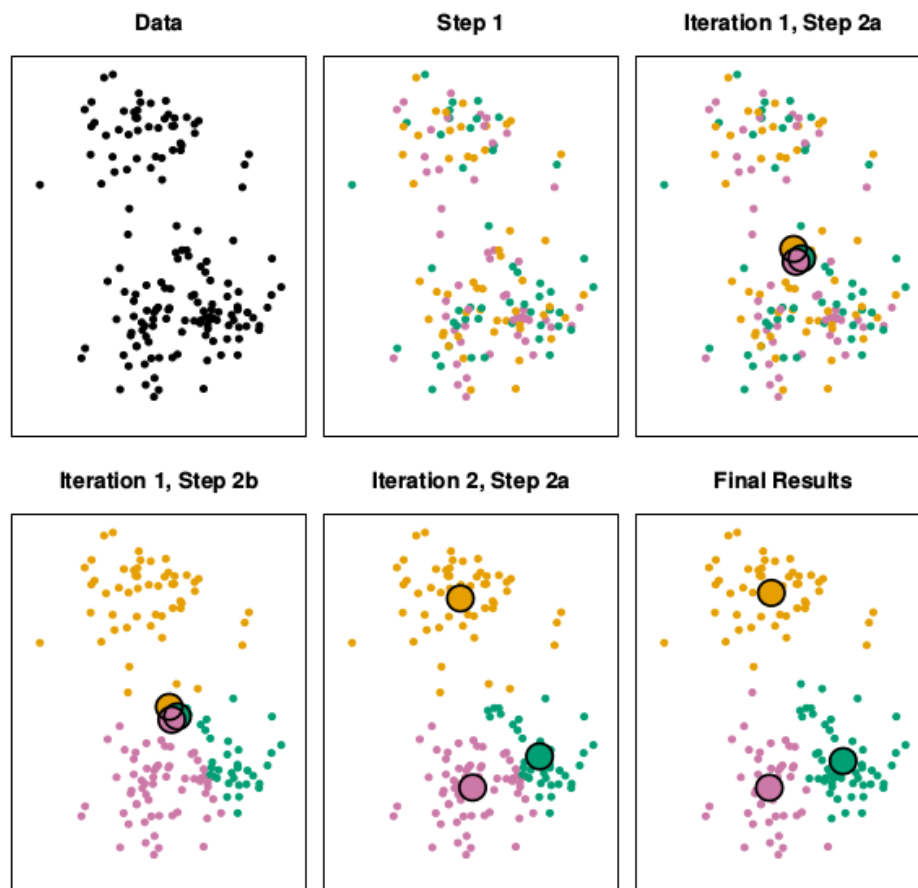 Data
Step 1
Iteration 1, Step 2a
Iteration 1, Step 2b
Iteration 2, Step 2a
Final Results